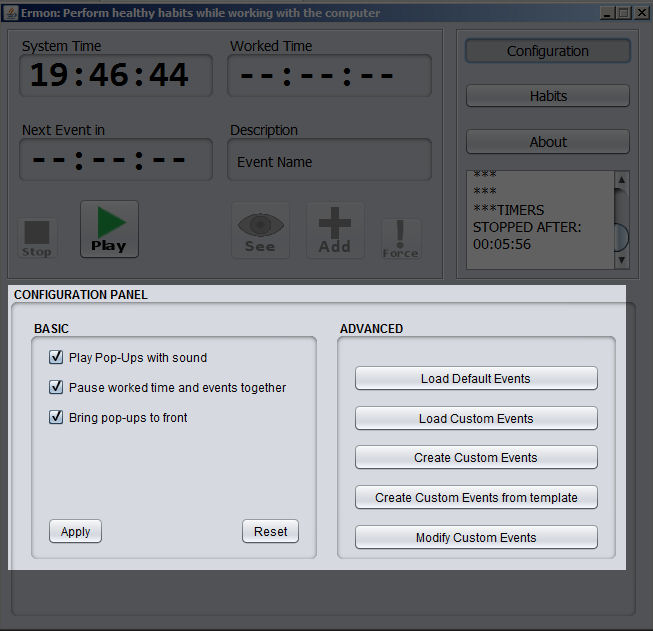 Ermon: Perform healthy habits while working with the computer
System Time
Worked Time
19:46:44
--:--:--
Next Event in
Description
--:--:--
Event Name
Stop
Play
See
Add
Force
Configuration
Habits
About
***
***
***TIMERS
STOPPED AFTER:
00:05:56
CONFIGURATION PANEL
BASIC
Play Pop-Ups with sound
Pause worked time and events together
Bring pop-ups to front
Apply
Reset
ADVANCED
Load Default Events
Load Custom Events
Create Custom Events
Create Custom Events from template
Modify Custom Events